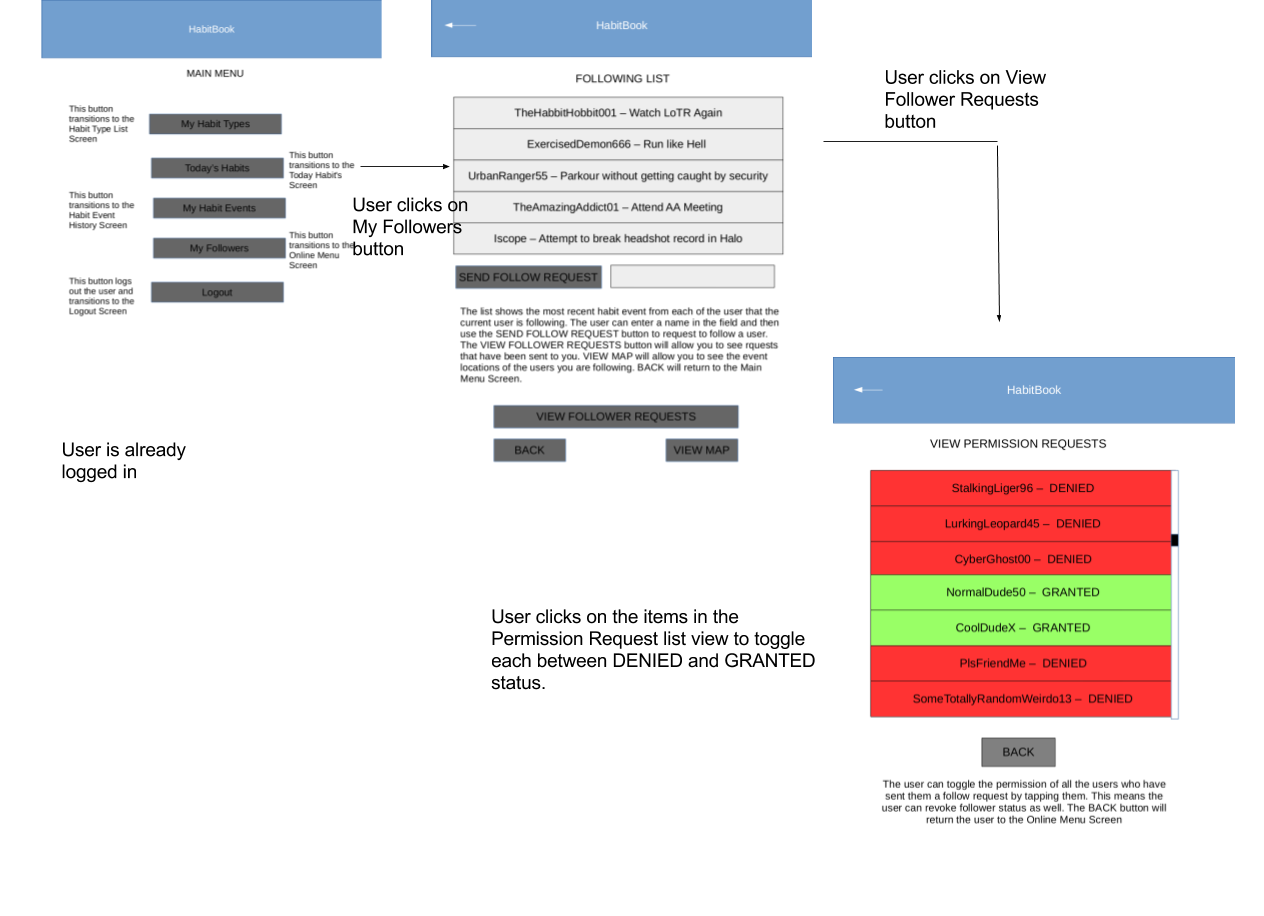 HabitBook
MAIN MENU
This button
transitions to the
Habit Type List
Screen
My Habit Types
Today's Habits
This button
transitions to the
Today Habit's
Screen
This button
transitions to the
Habit Event
History Screen
My Habit Events
My Followers
This button
transitions to the
Online Menu
Screen
This button logs
out the user and
transitions to the
Logout Screen
Logout
User is already
logged in
User clicks on
My Followers
button
HabitBook
FOLLOWING LIST
TheHabbitHobbit001 – Watch LoTR Again
ExercisedDemon666 – Run like Hell
UrbanRanger55 – Parkour without getting caught by security
TheAmazingAddict01 – Attend AA Meeting
Iscope – Attempt to break headshot record in Halo
SEND FOLLOW REQUEST
The list shows the most recent habit event from each of the user that the
current user is following. The user can enter a name in the field and then
use the SEND FOLLOW REQUEST button to request to follow a user.
The VIEW FOLLOWER REQUESTS button will allow you to see rquests
that have been sent to you. VIEW MAP will allow you to see the event
locations of the users you are following. BACK will return to the Main
Menu Screen.
VIEW FOLLOWER REQUESTS
BACK
VIEW MAP
User clicks on View
Follower Requests
button
User clicks on the items in the
Permission Request list view to toggle
each between DENIED and GRANTED
status.
HabitBook
VIEW PERMISSION REQUESTS
StalkingLiger96 – DENIED
LurkingLeopard45 – DENIED
CyberGhost00 – DENIED
NormalDude50 – GRANTED
CoolDudeX – GRANTED
PlsFriendMe – DENIED
SomeTotallyRandomWeirdo13 – DENIED
BACK
The user can toggle the permission of all the users who have
sent them a follow request by tapping them. This means the
user can revoke follower status as well. The BACK button will
return the user to the Online Menu Screen